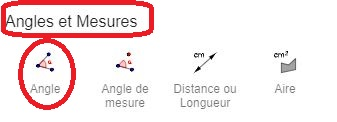 Angles et Mesures
cm cm²
Angle Angle de mesure Distance ou Longueur Aire